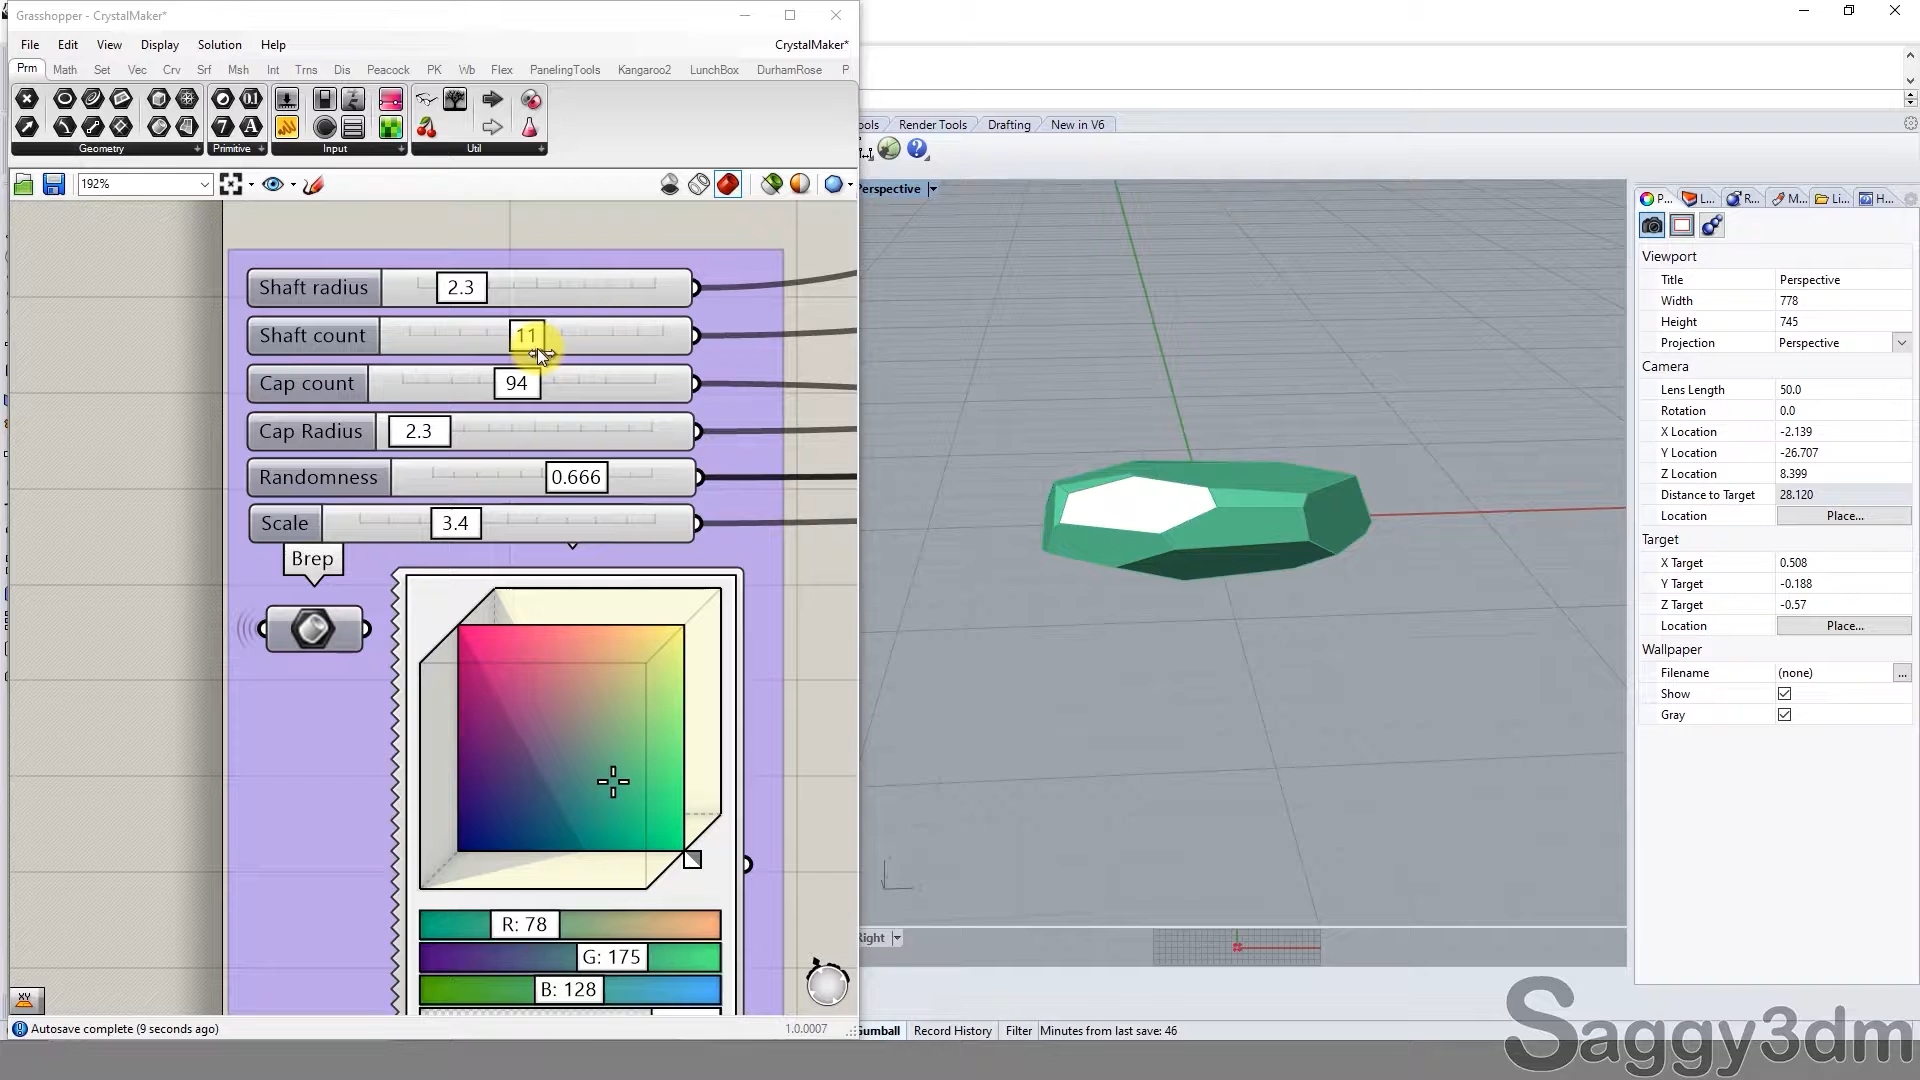 Grasshopper - CrystalMaker*
File Edit View Display Solution Help CrystalMaker*
Prm Math Set Vec Crv Srf Msh Int Trns Dis Peacock PK Wb Flex PanelingTools Kangaroo2 LunchBox DurhamRose P
Geometry Primitive Input Util
192%
Shaft radius 2.3
Shaft count 11
Cap count 94
Cap Radius 2.3
Randomness 0.666
Scale 3.4
Brep
R: 78
G: 175
B: 128
XY
Autosave complete (9 seconds ago) 1.0.0007
ools Render Tools Drafting New in V6
Perspective
Right
Gumball Record History Filter Minutes from last save: 46
P... L... R... M... Li... H...
Viewport
Title Perspective
Width 778
Height 745
Projection Perspective
Camera
Lens Length 50.0
Rotation 0.0
X Location -2.139
Y Location -26.707
Z Location 8.399
Distance to Target 28.120
Location Place...
Target
X Target 0.508
Y Target -0.188
Z Target -0.57
Location Place...
Wallpaper
Filename (none) ...
Show
Gray
Saggy3dm